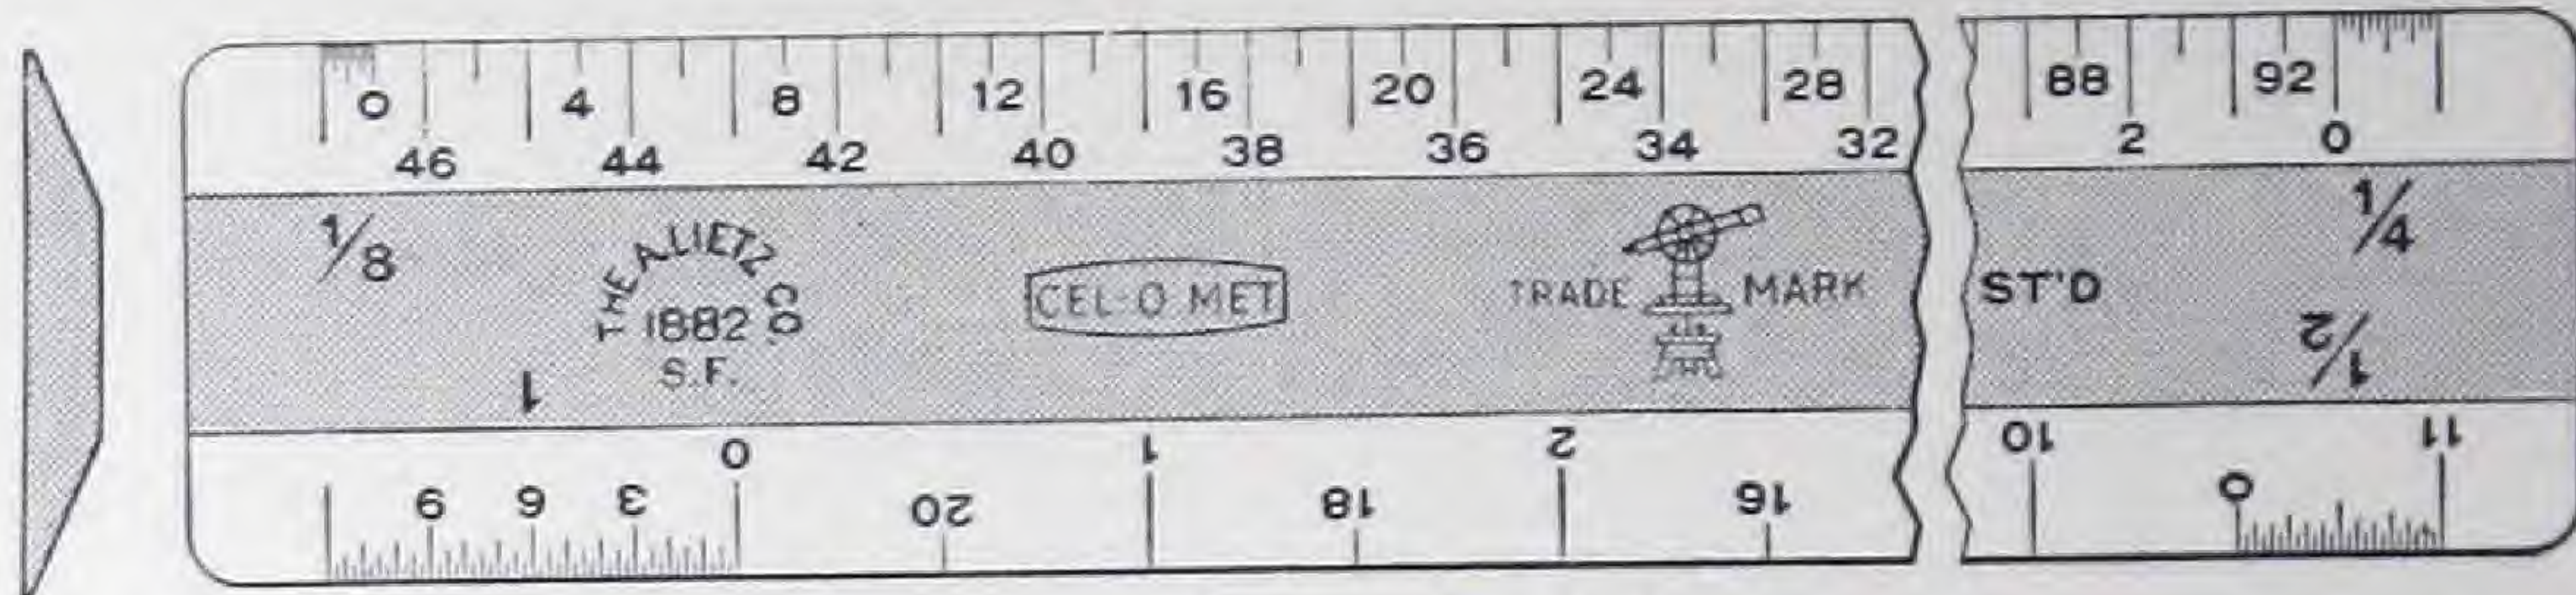 0 4 8 12 16 20 24 28 88 92
46 44 42 40 38 36 34 32 2 0
1/8 1/4
THE A. LIETZ CO.
1882
S.F.
CEL-O MET
TRADE MARK
ST'D
1 1/2
0 1 2 10 11
9 6 3 20 18 16 0